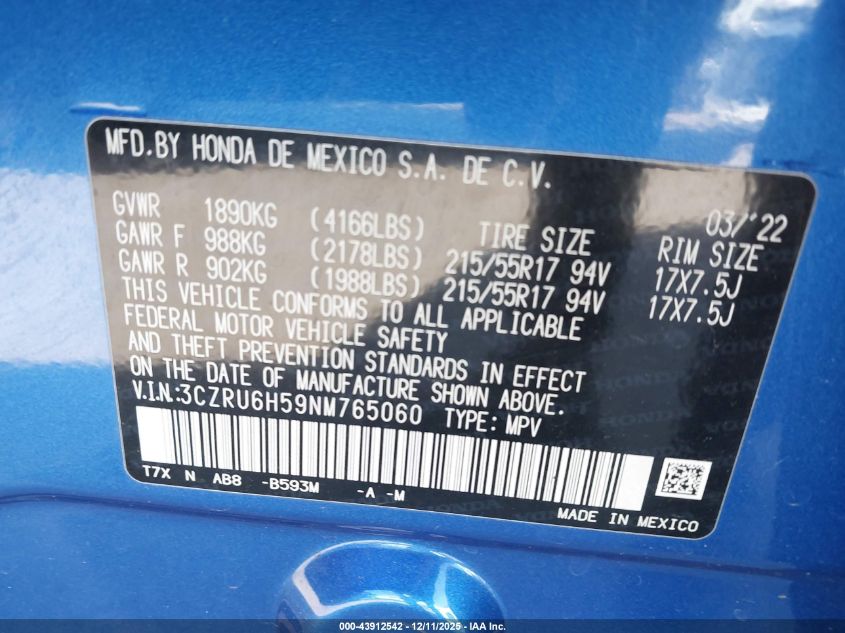 MFD.BY HONDA DE MEXICO S.A. DE C.V.
03/'22
GVWR 1890KG (4166LBS) TIRE SIZE RIM SIZE
GAWR F 988KG (2178LBS) 215/55R17 94V 17X7.5J
GAWR R 902KG (1988LBS) 215/55R17 94V 17X7.5J
THIS VEHICLE CONFORMS TO ALL APPLICABLE
FEDERAL MOTOR VEHICLE SAFETY
AND THEFT PREVENTION STANDARDS IN EFFECT
ON THE DATE OF MANUFACTURE SHOWN ABOVE.
V.I.N.:3CZRU6H59NM765060 TYPE: MPV
T7X N AB8 -B593M -A -M
MADE IN MEXICO
000-43912542 - 12/11/2025 - IAA Inc.